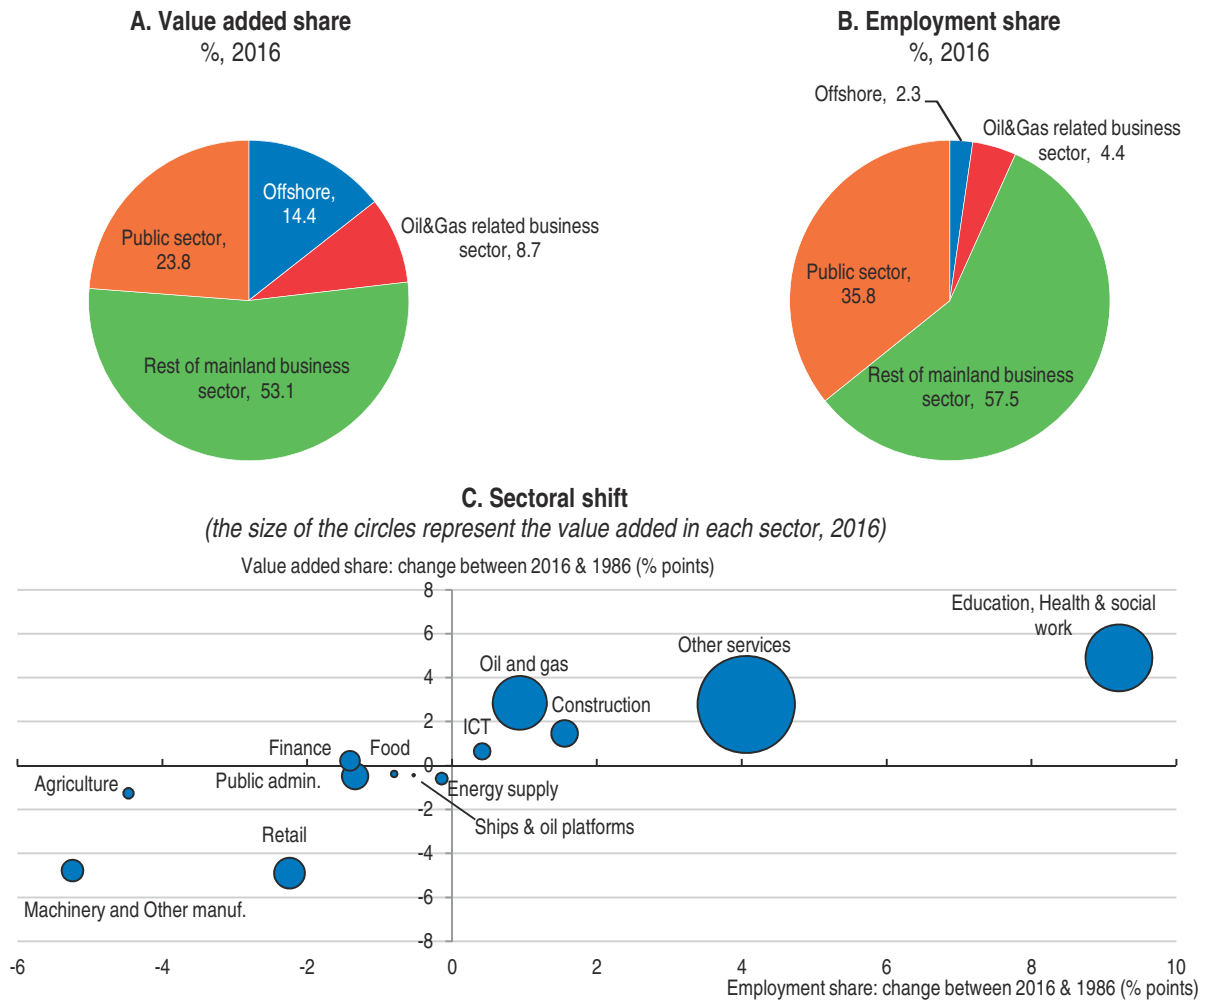 A. Value added share
%, 2016
B. Employment share
%, 2016
Offshore, 2.3
Oil&Gas related business
sector, 4.4
Offshore,
14.4
Oil&Gas related business
sector, 8.7
Public sector,
23.8
Public sector,
35.8
Rest of mainland business
sector, 53.1
Rest of mainland business
sector, 57.5
C. Sectoral shift
(the size of the circles represent the value added in each sector, 2016)
Value added share: change between 2016 & 1986 (% points)
8
6
4
2
0
-2
-4
-6
-8
Education, Health & social
work
Other services
Oil and gas
Construction
ICT
Finance
Food
Public admin.
Agriculture
Energy supply
Ships & oil platforms
Retail
Machinery and Other manuf.
-6
-4
-2
0
2
4
6
8
10
Employment share: change between 2016 & 1986 (% points)